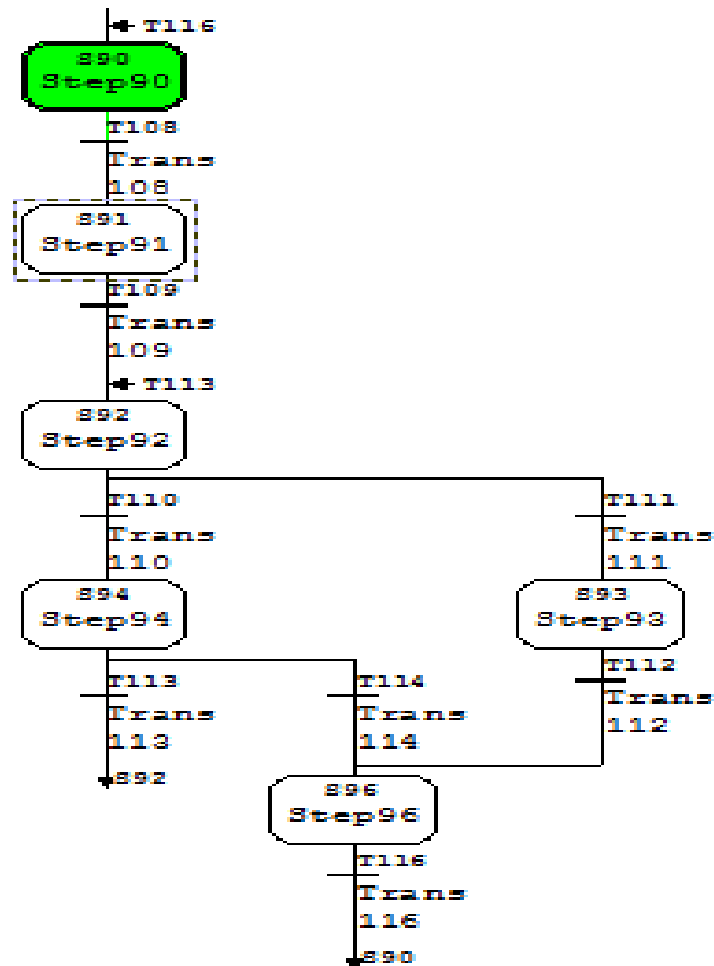 T116
S90
Step90
T108
Trans
108
S91
Step91
T109
Trans
109
T113
S92
Step92
T110
Trans
110
T111
Trans
111
S94
Step94
S93
Step93
T113
Trans
113
T114
Trans
114
T112
Trans
112
S92
S96
Step96
T116
Trans
116
S90